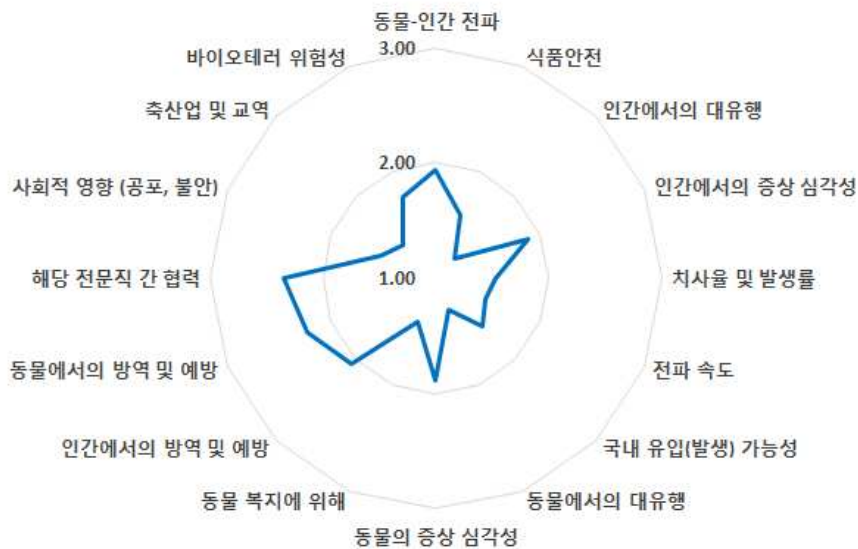 동물-인간 전파
3.00
바이오테러 위험성
식품안전
축산업 및 교역
인간에서의 대유행
2.00
사회적 영향 (공포, 불안)
인간에서의 증상 심각성
해당 전문직 간 협력
1.00
치사율 및 발생률
동물에서의 방역 및 예방
전파 속도
인간에서의 방역 및 예방
국내 유입(발생) 가능성
동물 복지에 위해
동물에서의 대유행
동물의 증상 심각성